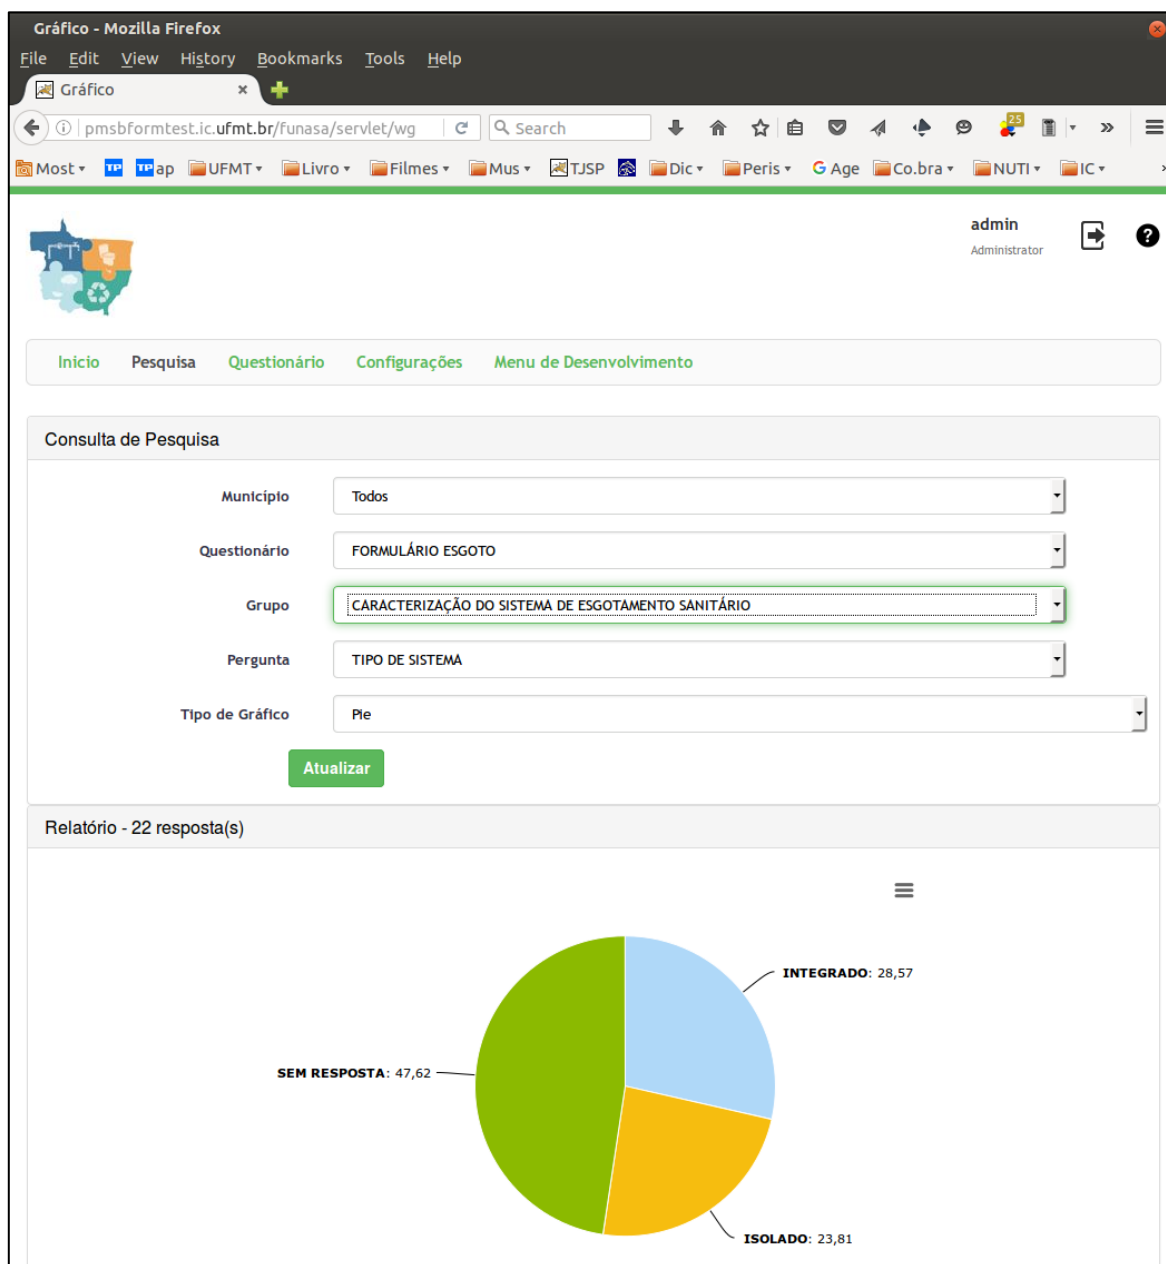 Gráfico - Mozilla Firefox
File Edit View History Bookmarks Tools Help
Gráfico
pmsbformtest.ic.ufmt.br/funasa/servlet/wg Search 25
Most TP TP ap UFMT Livro Filmes Mus TJSP Dic Peris G Age Co.bra NUTI IC
admin
Administrator
Inicio Pesquisa Questionário Configurações Menu de Desenvolvimento
Consulta de Pesquisa
Município Todos
Questionário FORMULÁRIO ESGOTO
Grupo CARACTERIZAÇÃO DO SISTEMA DE ESGOTAMENTO SANITÁRIO
Pergunta TIPO DE SISTEMA
Tipo de Gráfico Pie
Atualizar
Relatório - 22 resposta(s)
INTEGRADO: 28,57
SEM RESPOSTA: 47,62
ISOLADO: 23,81